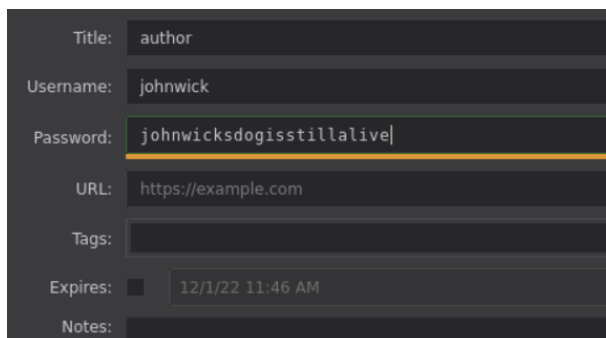 Title: author
Username: johnwick
Password: johnwicksdogisstillalive
URL: https://example.com
Tags:
Expires: 12/1/22 11:46 AM
Notes: